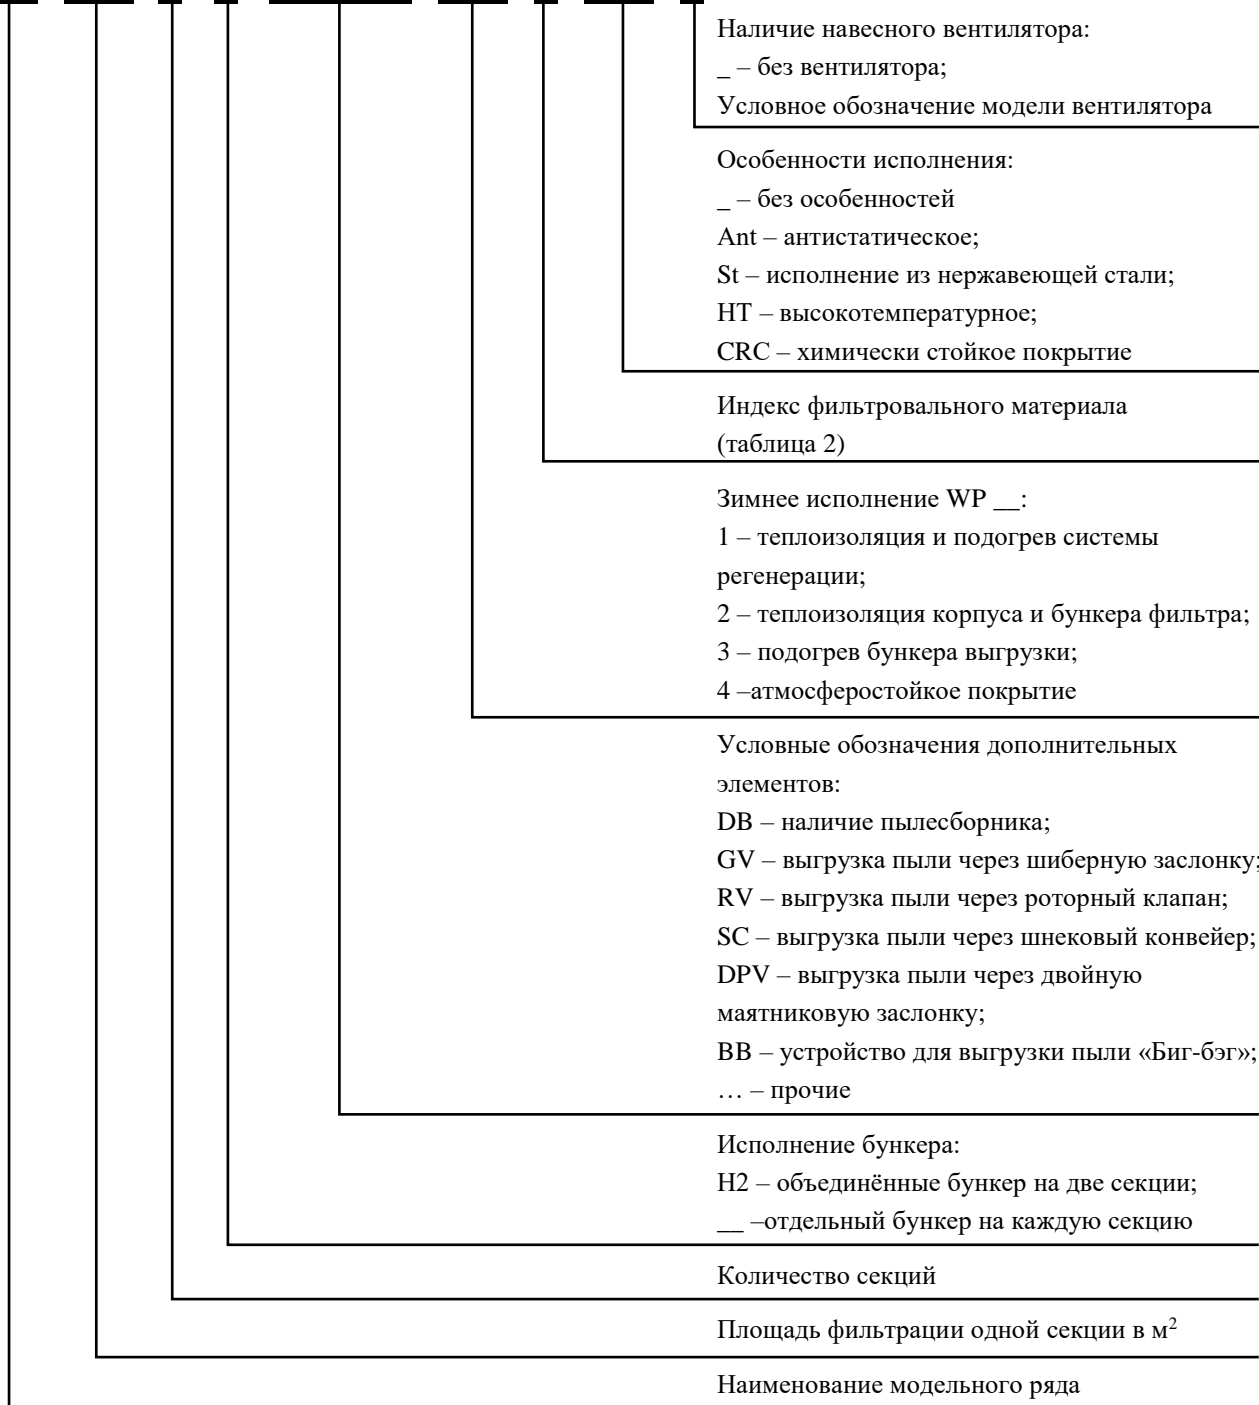 Наличие навесного вентилятора:
_ – без вентилятора;
Условное обозначение модели вентилятора
Особенности исполнения:
_ – без особенностей
Ant – антистатическое;
St – исполнение из нержавеющей стали;
HT – высокотемпературное;
CRC – химически стойкое покрытие
Индекс фильтровального материала
(таблица 2)
Зимнее исполнение WP __:
1 – теплоизоляция и подогрев системы
регенерации;
2 – теплоизоляция корпуса и бункера фильтра;
3 – подогрев бункера выгрузки;
4 –атмосферостойкое покрытие
Условные обозначения дополнительных
элементов:
DB – наличие пылесборника;
GV – выгрузка пыли через шиберную заслонку;
RV – выгрузка пыли через роторный клапан;
SC – выгрузка пыли через шнековый конвейер;
DPV – выгрузка пыли через двойную
маятниковую заслонку;
BB – устройство для выгрузки пыли «Биг-бэг»;
… – прочие
Исполнение бункера:
H2 – объединённые бункер на две секции;
__ –отдельный бункер на каждую секцию
Количество секций
Площадь фильтрации одной секции в м²
Наименование модельного ряда